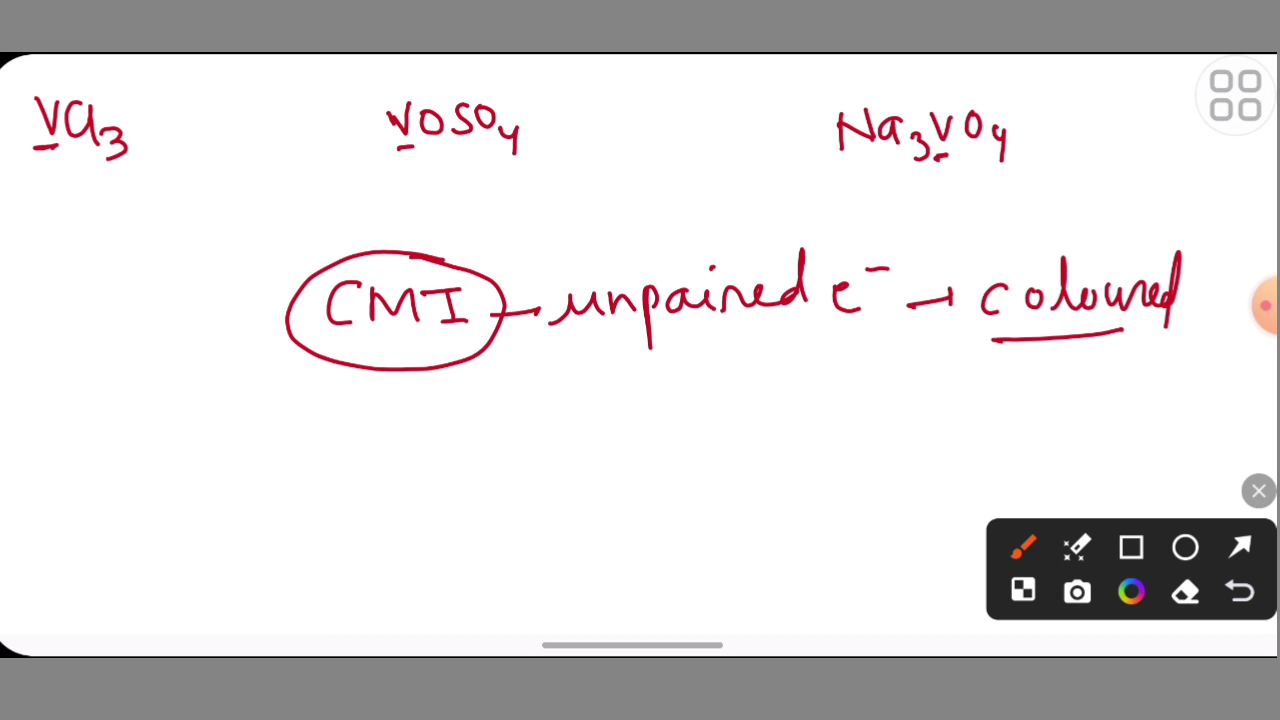 VCl3 VOSO4 Na3VO4
CMI → unpaired e⁻ → coloured